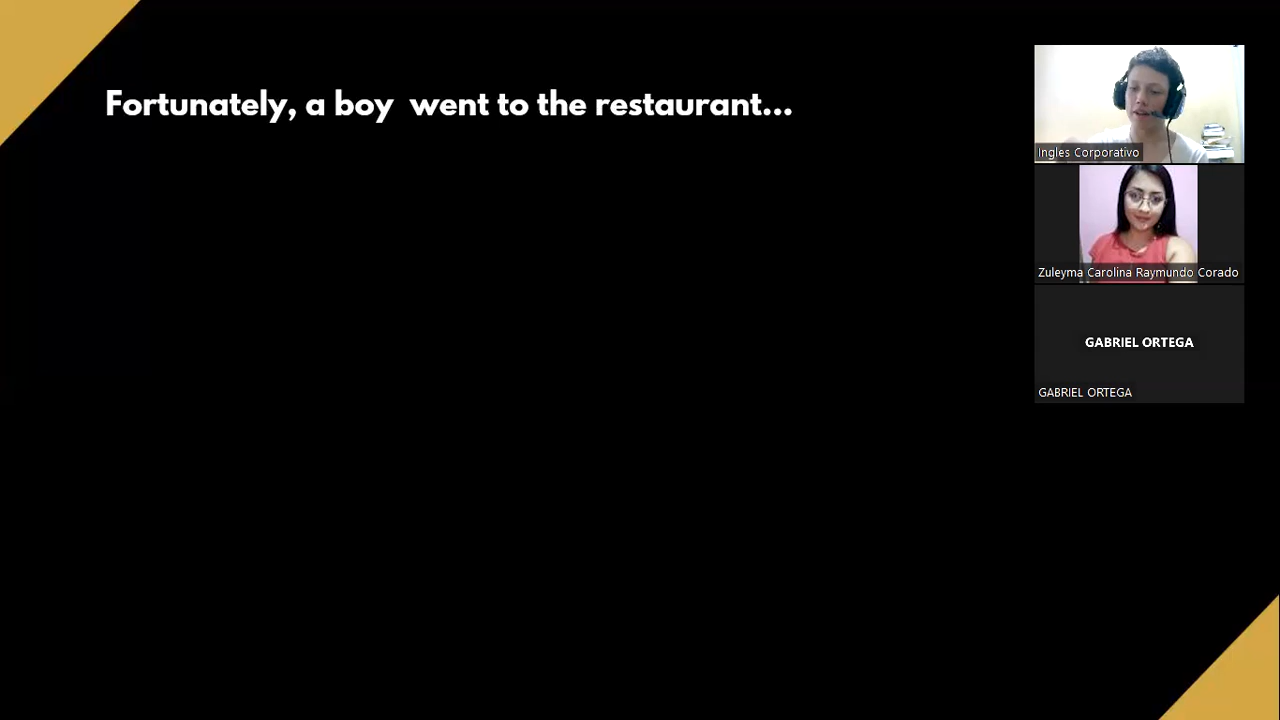 Fortunately, a boy went to the restaurant...
Ingles Corporativo
Zuleyma Carolina Raymundo Corado
GABRIEL ORTEGA
GABRIEL ORTEGA